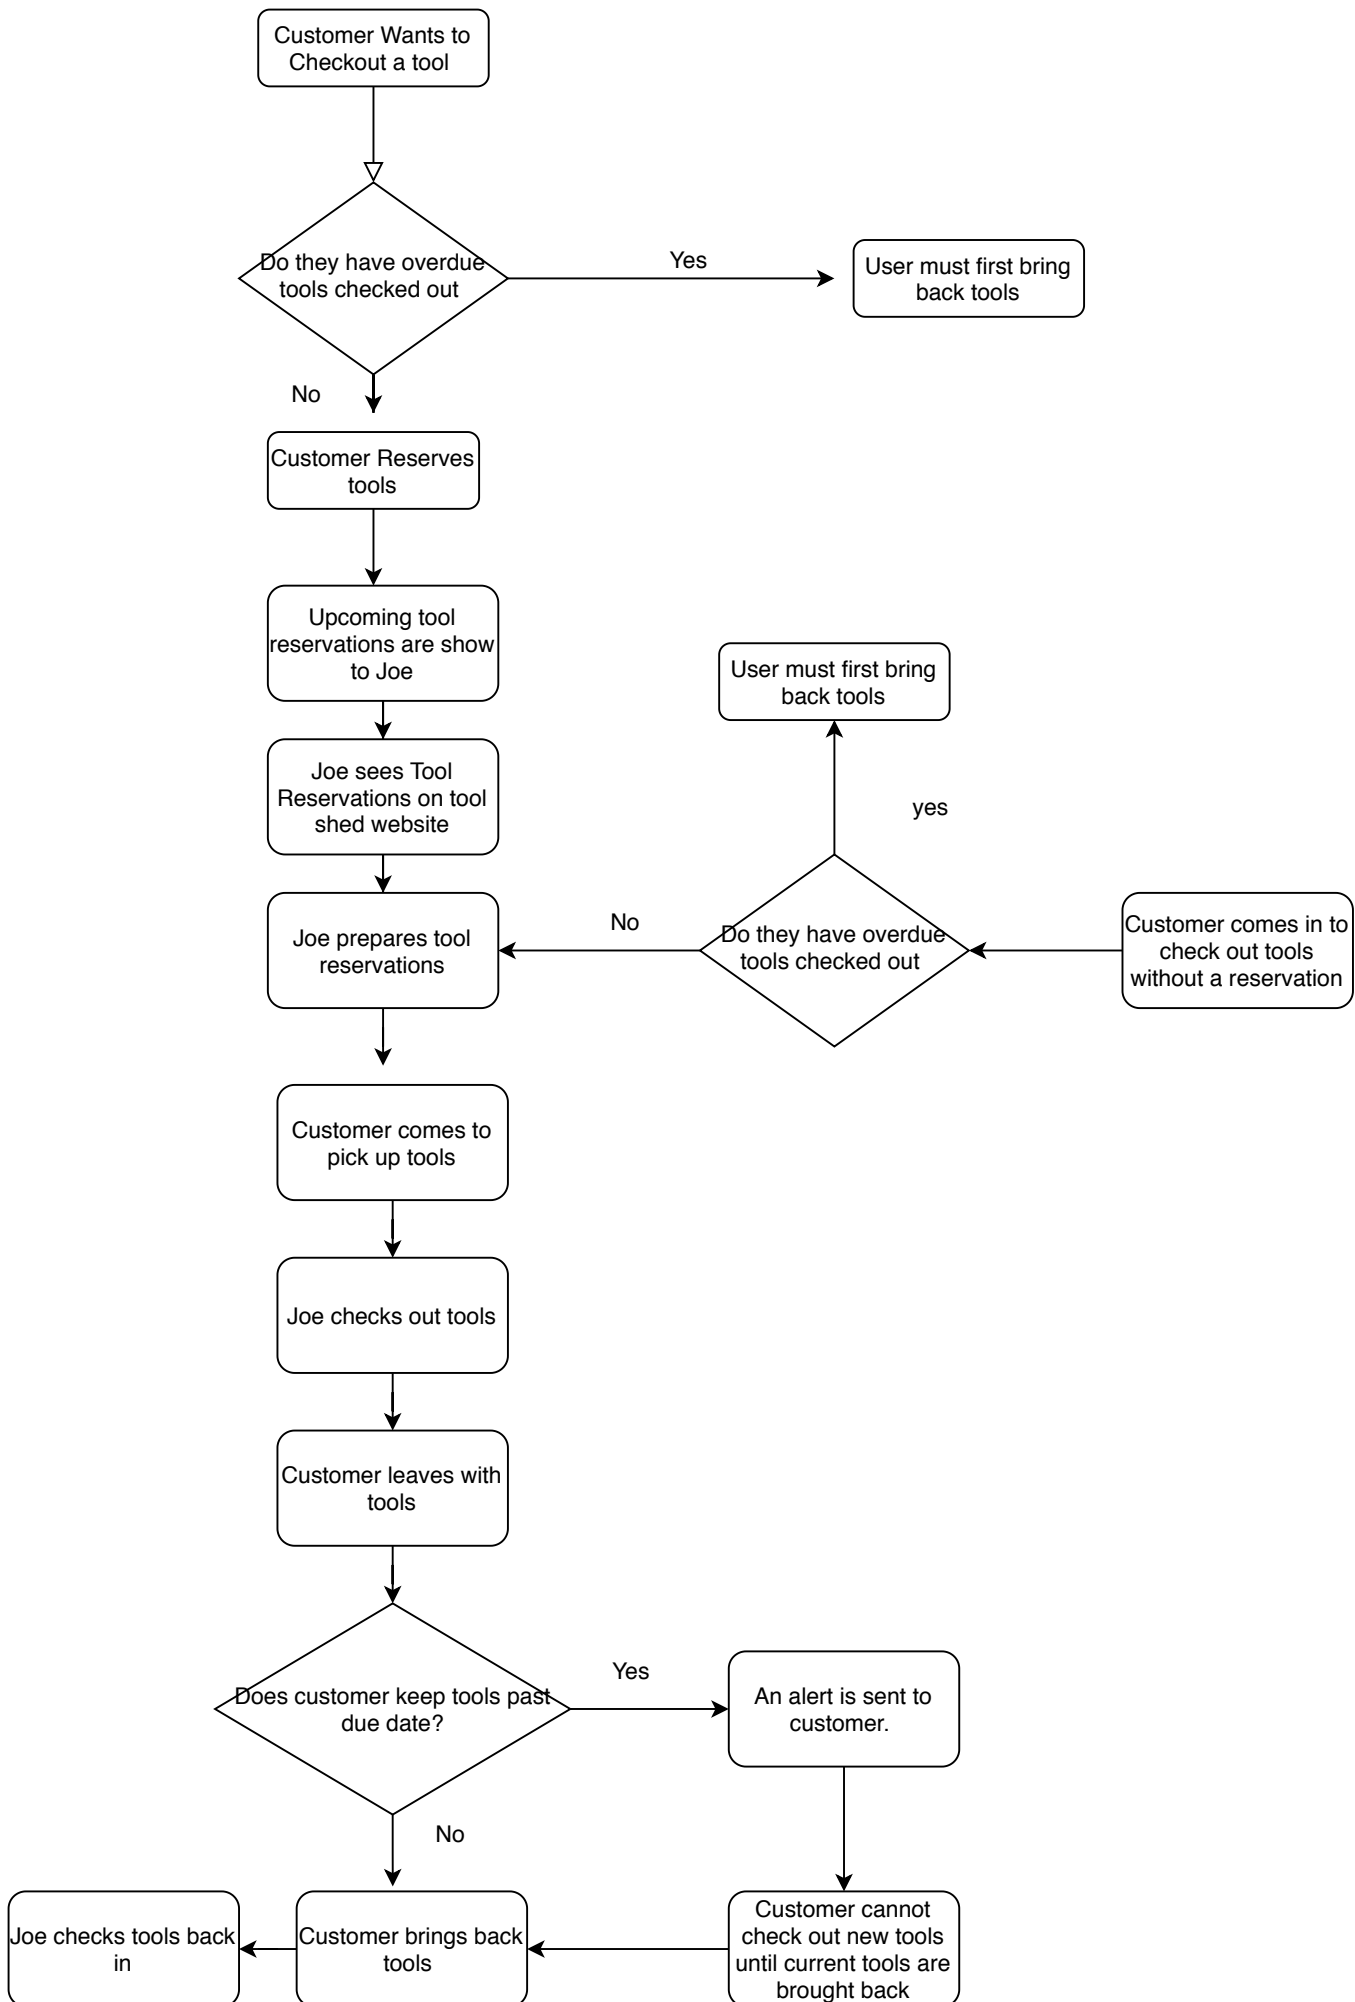 Customer Wants to
Checkout a tool
Do they have overdue
tools checked out
Yes
User must first bring
back tools
No
Customer Reserves
tools
Upcoming tool
reservations are show
to Joe
User must first bring
back tools
Joe sees Tool
Reservations on tool
shed website
yes
Joe prepares tool
reservations
No
Do they have overdue
tools checked out
Customer comes in to
check out tools
without a reservation
Customer comes to
pick up tools
Joe checks out tools
Customer leaves with
tools
Does customer keep tools past
due date?
Yes
An alert is sent to
customer.
No
Joe checks tools back
in
Customer brings back
tools
Customer cannot
check out new tools
until current tools are
brought back